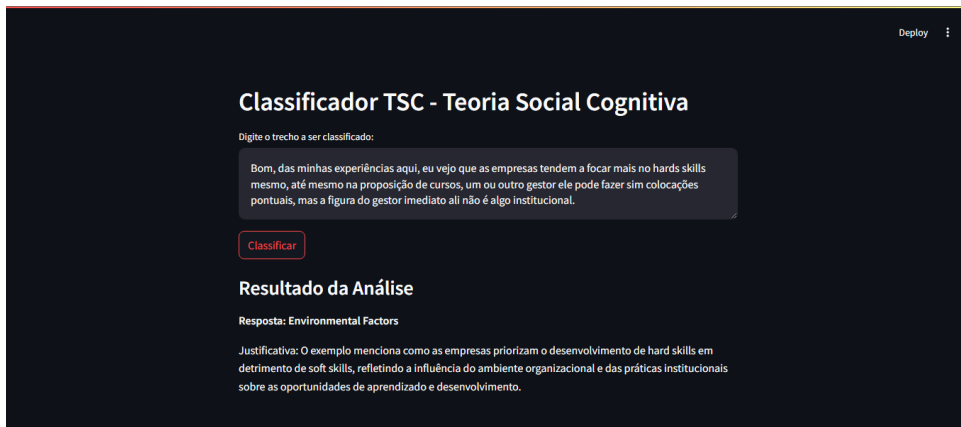 Deploy
Classificador TSC - Teoria Social Cognitiva
Digite o trecho a ser classificado:
Bom, das minhas experiências aqui, eu vejo que as empresas tendem a focar mais no hards skills
mesmo, até mesmo na proposição de cursos, um ou outro gestor ele pode fazer sim colocações
pontuais, mas a figura do gestor imediato ali não é algo institucional.
Classificar
Resultado da Análise
Resposta: Environmental Factors
Justificativa: O exemplo menciona como as empresas priorizam o desenvolvimento de hard skills em
detrimento de soft skills, refletindo a influência do ambiente organizacional e das práticas institucionais
sobre as oportunidades de aprendizado e desenvolvimento.